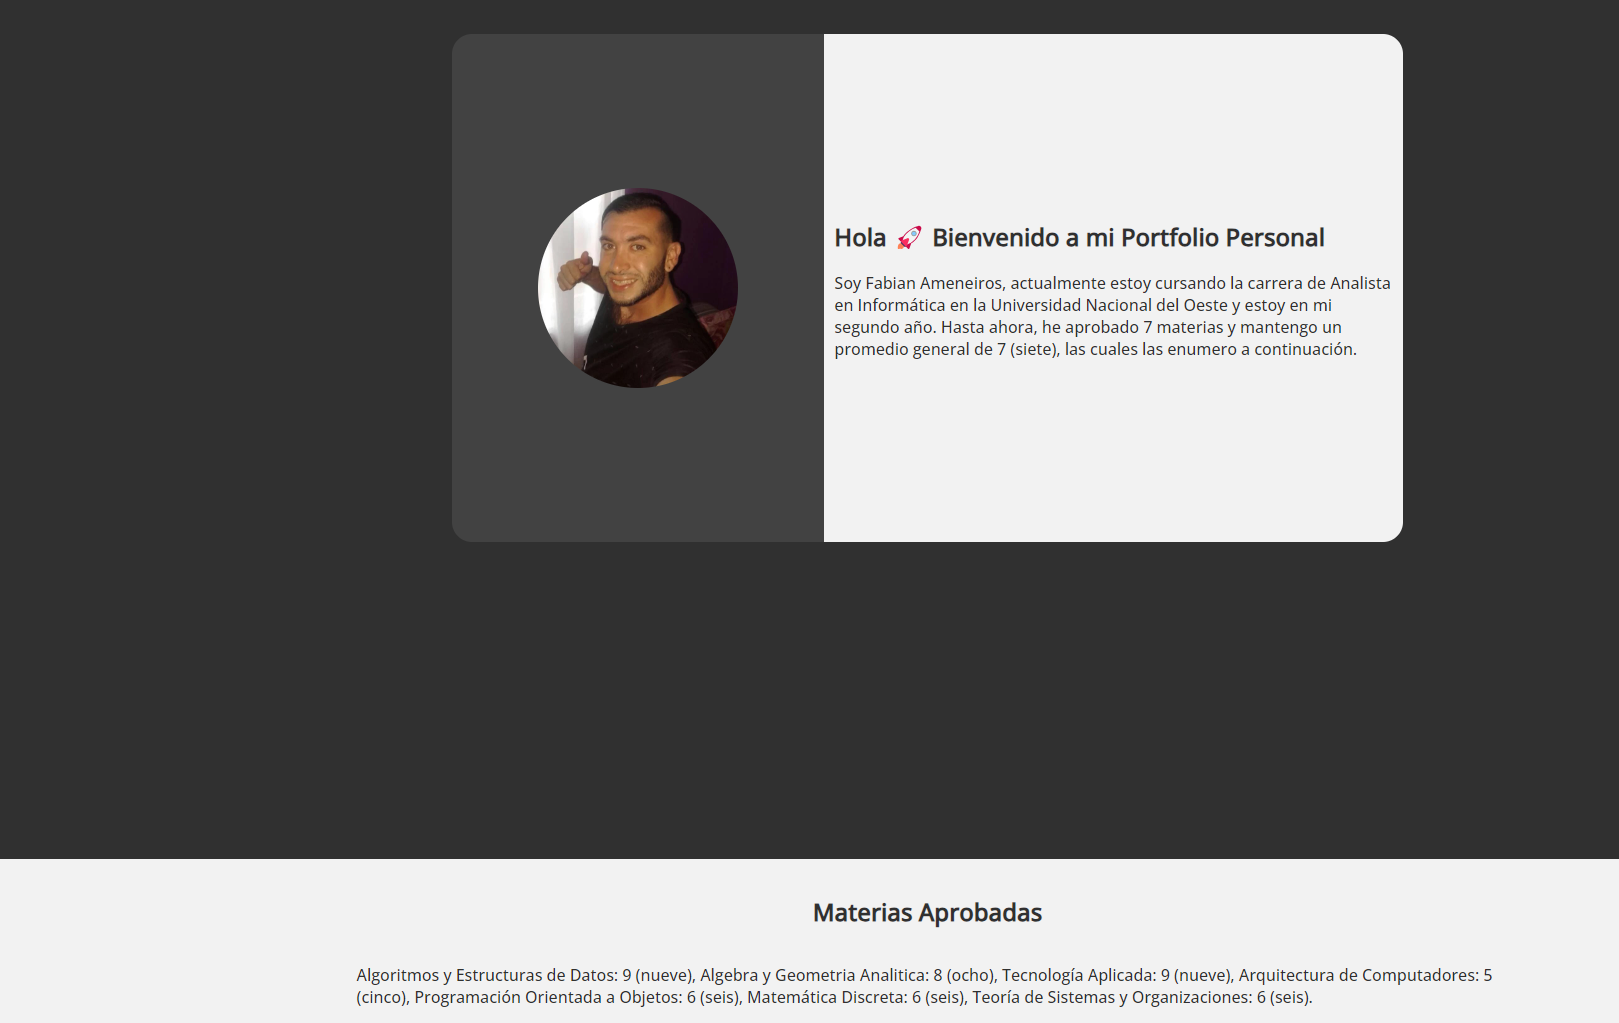 Hola 🚀 Bienvenido a mi Portfolio Personal
Soy Fabian Ameneiros, actualmente estoy cursando la carrera de Analista
en Informática en la Universidad Nacional del Oeste y estoy en mi
segundo año. Hasta ahora, he aprobado 7 materias y mantengo un
promedio general de 7 (siete), las cuales las enumero a continuación.
Materias Aprobadas
Algoritmos y Estructuras de Datos: 9 (nueve), Algebra y Geometria Analitica: 8 (ocho), Tecnología Aplicada: 9 (nueve), Arquitectura de Computadores: 5
(cinco), Programación Orientada a Objetos: 6 (seis), Matemática Discreta: 6 (seis), Teoría de Sistemas y Organizaciones: 6 (seis).